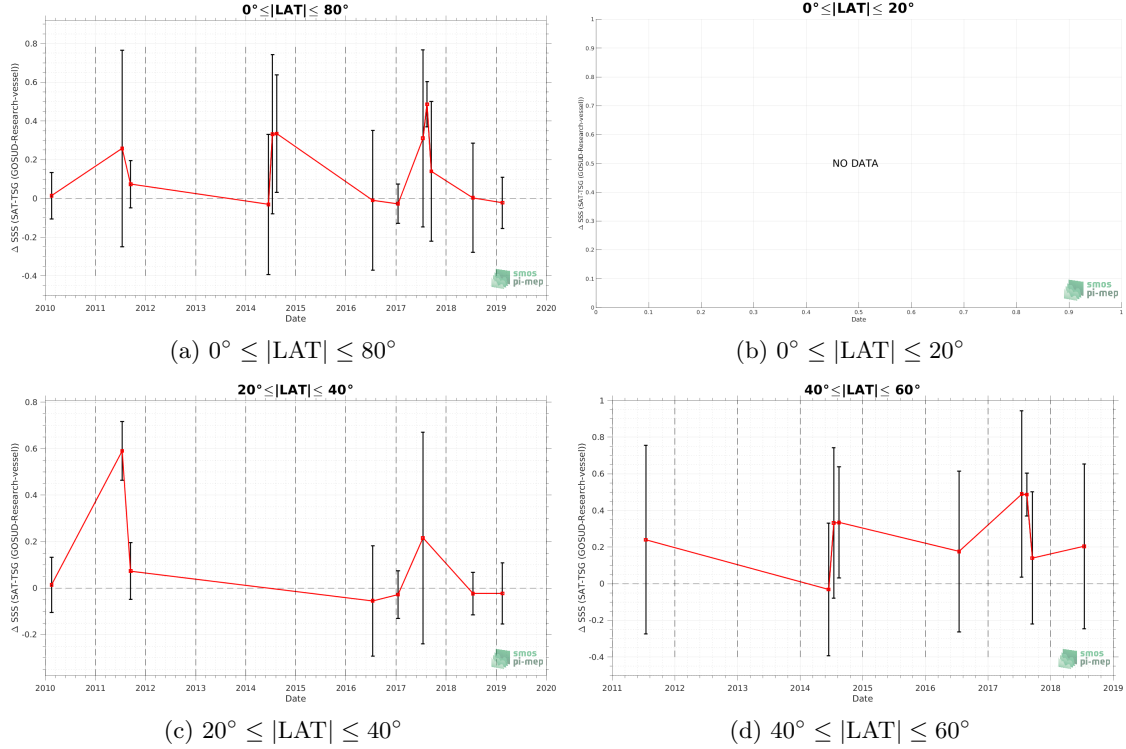 0°≤|LAT|≤ 80°
Δ SSS (SAT-TSG (GOSUD-Research-vessel))
0.8
0.6
0.4
0.2
0
-0.2
-0.4
2010 2011 2012 2013 2014 2015 2016 2017 2018 2019 2020
Date
smos
pi-mep
(a) 0° ≤ |LAT| ≤ 80°
0°≤|LAT|≤ 20°
Δ SSS (SAT-TSG (GOSUD-Research-vessel))
1
0.9
0.8
0.7
0.6
0.5
0.4
0.3
0.2
0.1
0
NO DATA
0 0.1 0.2 0.3 0.4 0.5 0.6 0.7 0.8 0.9 1
Date
smos
pi-mep
(b) 0° ≤ |LAT| ≤ 20°
20°≤|LAT|≤ 40°
Δ SSS (SAT-TSG (GOSUD-Research-vessel))
0.8
0.6
0.4
0.2
0
-0.2
2010 2011 2012 2013 2014 2015 2016 2017 2018 2019 2020
Date
smos
pi-mep
(c) 20° ≤ |LAT| ≤ 40°
40°≤|LAT|≤ 60°
Δ SSS (SAT-TSG (GOSUD-Research-vessel))
1
0.8
0.6
0.4
0.2
0
-0.2
-0.4
2011 2012 2013 2014 2015 2016 2017 2018 2019
Date
smos
pi-mep
(d) 40° ≤ |LAT| ≤ 60°